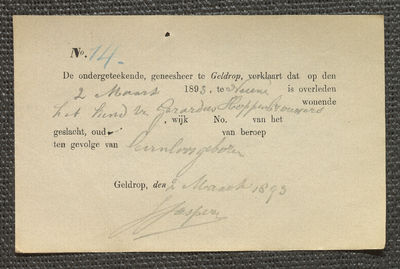 No. 14.
De ondergeteekende, geneesheer te Geldrop, verklaart dat op den
2 Maart 1893, te is overleden
het kind v. Gerardus Hoppenbrouwers wonende
, wijk No. van het
geslacht, oud van beroep
ten gevolge van levenloos geboren
Geldrop, den 2 Maart 1893